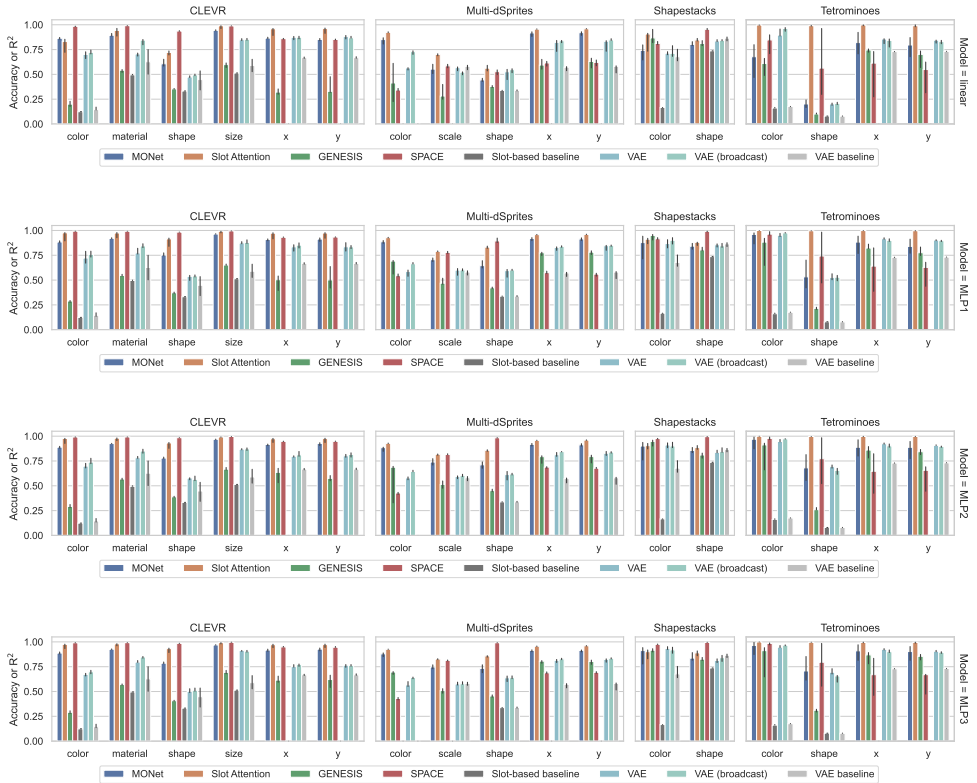 CLEVR Multi-dSprites Shapestacks Tetrominoes
1.00
0.75
0.50
0.25
0.00
Accuracy or R²
Model = linear
color material shape size x y color scale shape x y color shape color shape x y
MONet Slot Attention GENESIS SPACE Slot-based baseline VAE VAE (broadcast) VAE baseline
CLEVR Multi-dSprites Shapestacks Tetrominoes
1.00
0.75
0.50
0.25
0.00
Accuracy or R²
Model = MLP1
color material shape size x y color scale shape x y color shape color shape x y
MONet Slot Attention GENESIS SPACE Slot-based baseline VAE VAE (broadcast) VAE baseline
CLEVR Multi-dSprites Shapestacks Tetrominoes
1.00
0.75
0.50
0.25
0.00
Accuracy or R²
Model = MLP2
color material shape size x y color scale shape x y color shape color shape x y
MONet Slot Attention GENESIS SPACE Slot-based baseline VAE VAE (broadcast) VAE baseline
CLEVR Multi-dSprites Shapestacks Tetrominoes
1.00
0.75
0.50
0.25
0.00
Accuracy or R²
Model = MLP3
color material shape size x y color scale shape x y color shape color shape x y
MONet Slot Attention GENESIS SPACE Slot-based baseline VAE VAE (broadcast) VAE baseline